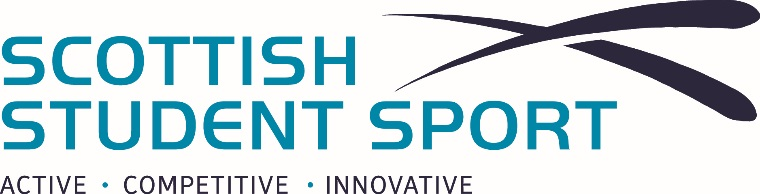 SCOTTISH
STUDENT SPORT
ACTIVE • COMPETITIVE • INNOVATIVE